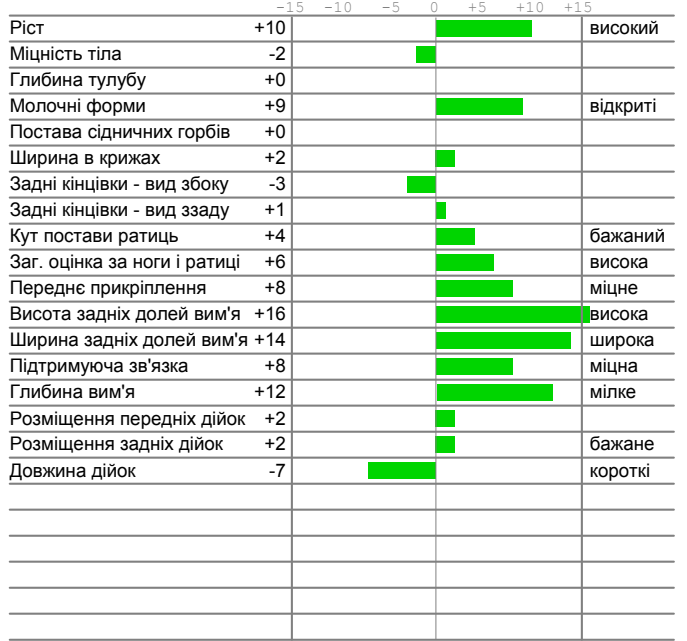 -15 -10 -5 0 +5 +10 +15
Ріст +10 високий
Міцність тіла -2
Глибина тулубу +0
Молочні форми +9 відкриті
Постава сідничних горбів +0
Ширина в крижах +2
Задні кінцівки - вид збоку -3
Задні кінцівки - вид ззаду +1
Кут постави ратиць +4 бажаний
Заг. оцінка за ноги і ратиці +6 висока
Переднє прикріплення +8 міцне
Висота задніх долей вим'я +16 висока
Ширина задніх долей вим'я +14 широка
Підтримуюча зв'язка +8 міцна
Глибина вим'я +12 мілке
Розміщення передніх дійок +2
Розміщення задніх дійок +2 бажане
Довжина дійок -7 короткі